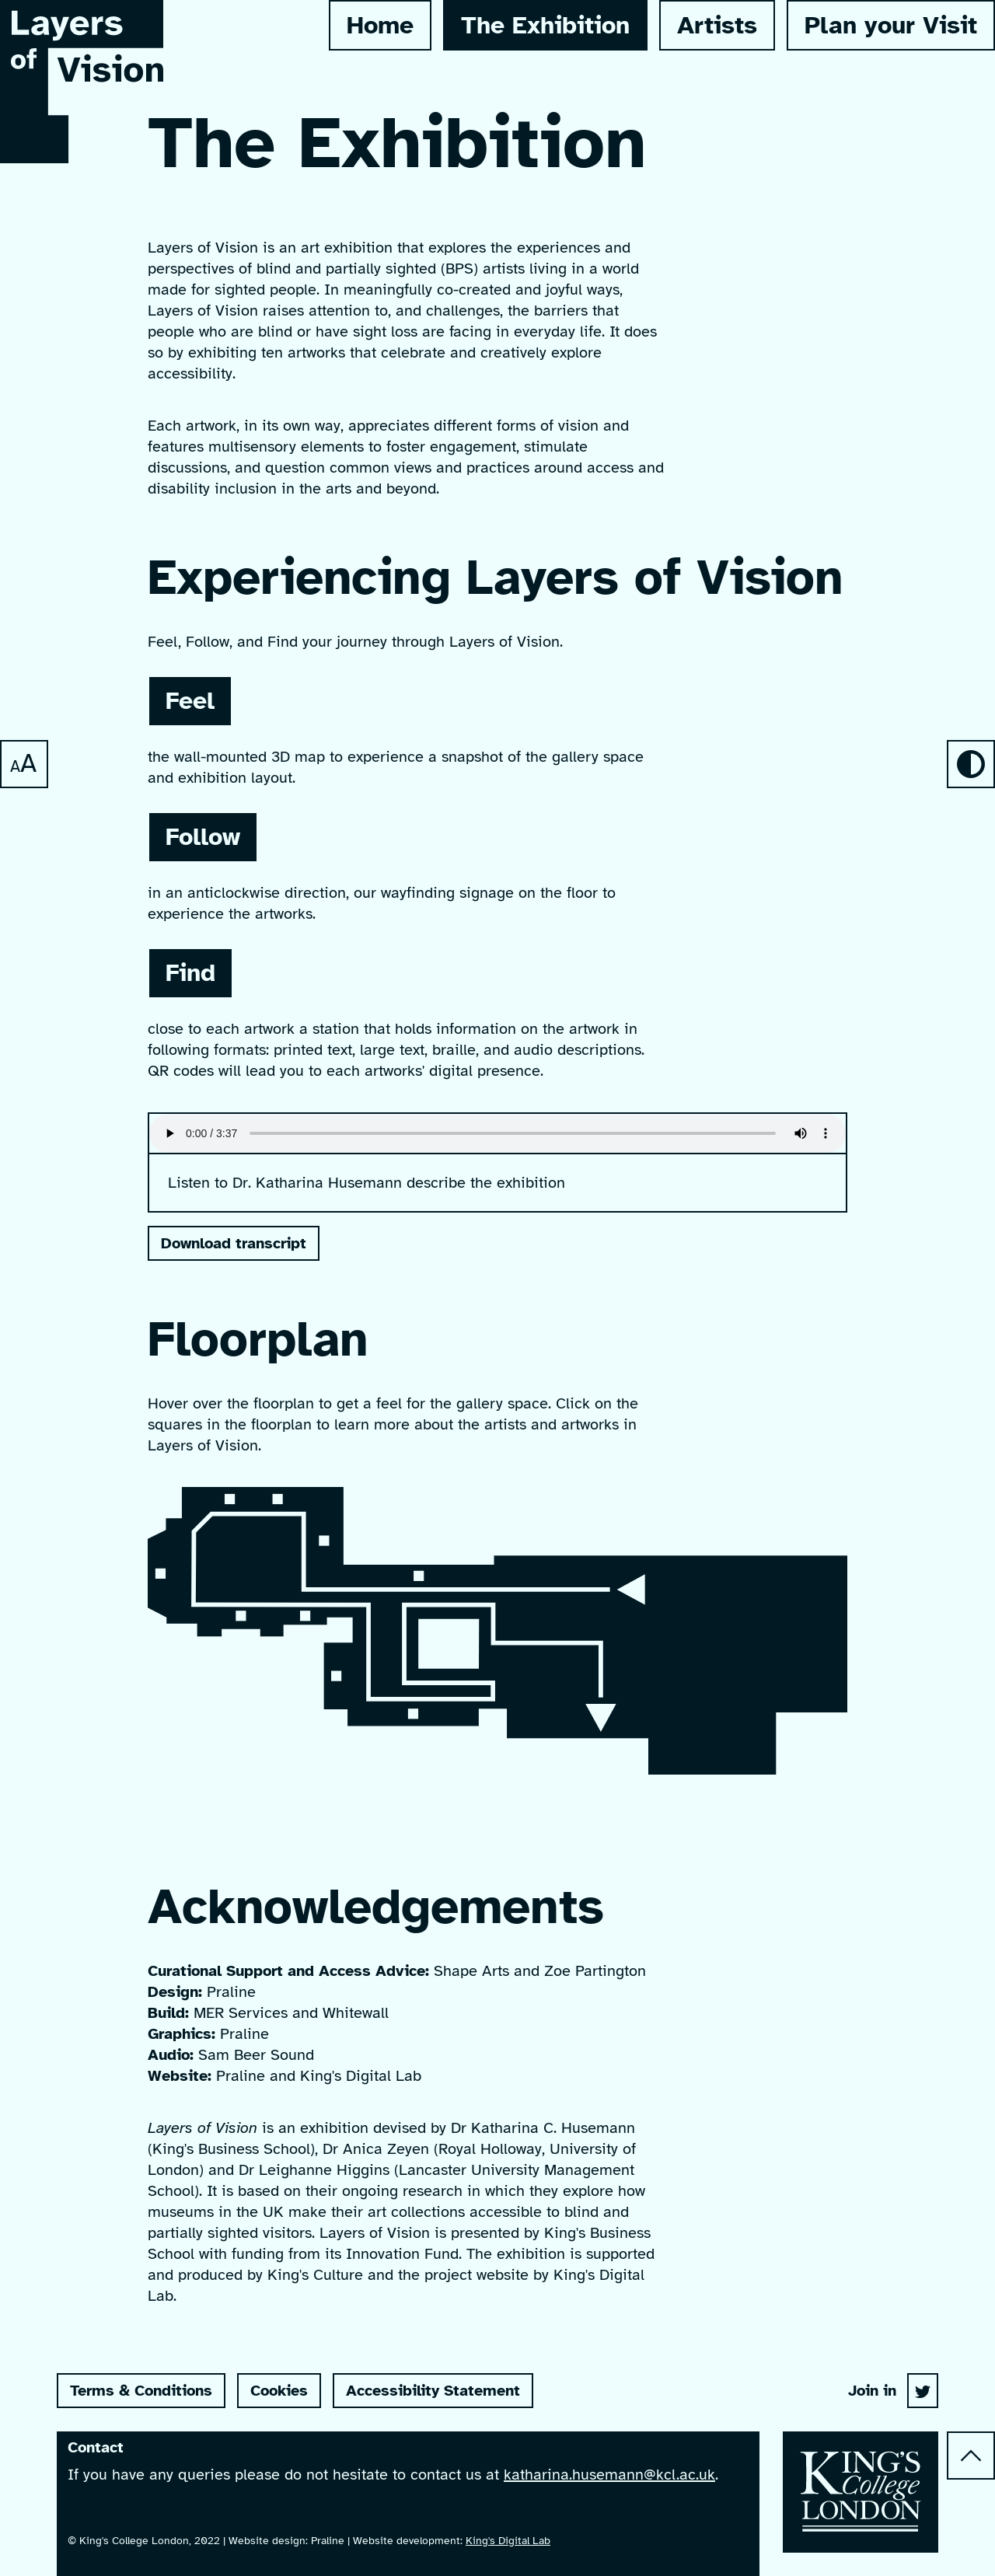 Layers
of Vision
Home
The Exhibition
Artists
Plan your Visit
The Exhibition
Layers of Vision is an art exhibition that explores the experiences and
perspectives of blind and partially sighted (BPS) artists living in a world
made for sighted people. In meaningfully co-created and joyful ways,
Layers of Vision raises attention to, and challenges, the barriers that
people who are blind or have sight loss are facing in everyday life. It does
so by exhibiting ten artworks that celebrate and creatively explore
accessibility.
Each artwork, in its own way, appreciates different forms of vision and
features multisensory elements to foster engagement, stimulate
discussions, and question common views and practices around access and
disability inclusion in the arts and beyond.
Experiencing Layers of Vision
Feel, Follow, and Find your journey through Layers of Vision.
Feel
AA
the wall-mounted 3D map to experience a snapshot of the gallery space
and exhibition layout.
Follow
in an anticlockwise direction, our wayfinding signage on the floor to
experience the artworks.
Find
close to each artwork a station that holds information on the artwork in
following formats: printed text, large text, braille, and audio descriptions.
QR codes will lead you to each artworks' digital presence.
0:00 / 3:37
Listen to Dr. Katharina Husemann describe the exhibition
Download transcript
Floorplan
Hover over the floorplan to get a feel for the gallery space. Click on the
squares in the floorplan to learn more about the artists and artworks in
Layers of Vision.
Acknowledgements
Curational Support and Access Advice: Shape Arts and Zoe Partington
Design: Praline
Build: MER Services and Whitewall
Graphics: Praline
Audio: Sam Beer Sound
Website: Praline and King's Digital Lab
Layers of Vision is an exhibition devised by Dr Katharina C. Husemann
(King's Business School), Dr Anica Zeyen (Royal Holloway, University of
London) and Dr Leighanne Higgins (Lancaster University Management
School). It is based on their ongoing research in which they explore how
museums in the UK make their art collections accessible to blind and
partially sighted visitors. Layers of Vision is presented by King's Business
School with funding from its Innovation Fund. The exhibition is supported
and produced by King's Culture and the project website by King's Digital
Lab.
Terms & Conditions
Cookies
Accessibility Statement
Join in
Contact
If you have any queries please do not hesitate to contact us at katharina.husemann@kcl.ac.uk.
© King's College London, 2022 | Website design: Praline | Website development: King's Digital Lab
KING'S
College
LONDON